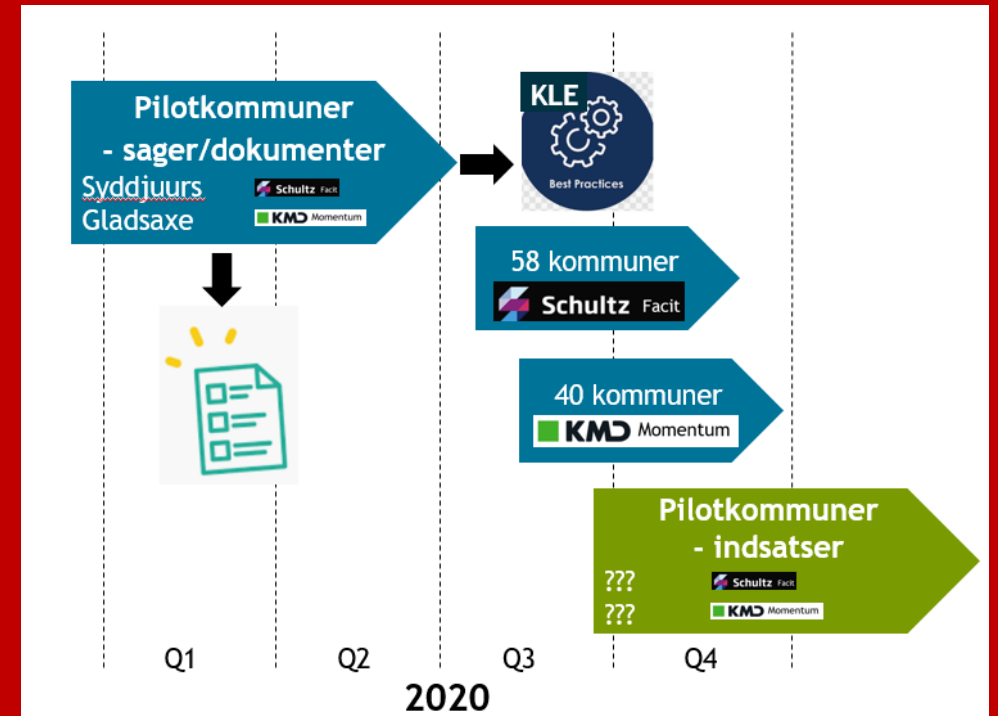 Pilotkommuner
- sager/dokumenter
Syddjuurs Schultz Facit
Gladsaxe KMD Momentum
KLE
Best Practices
58 kommuner
Schultz Facit
40 kommuner
KMD Momentum
Pilotkommuner
- indsatser
??? Schultz Facit
??? KMD Momentum
Q1 Q2 Q3 Q4
2020